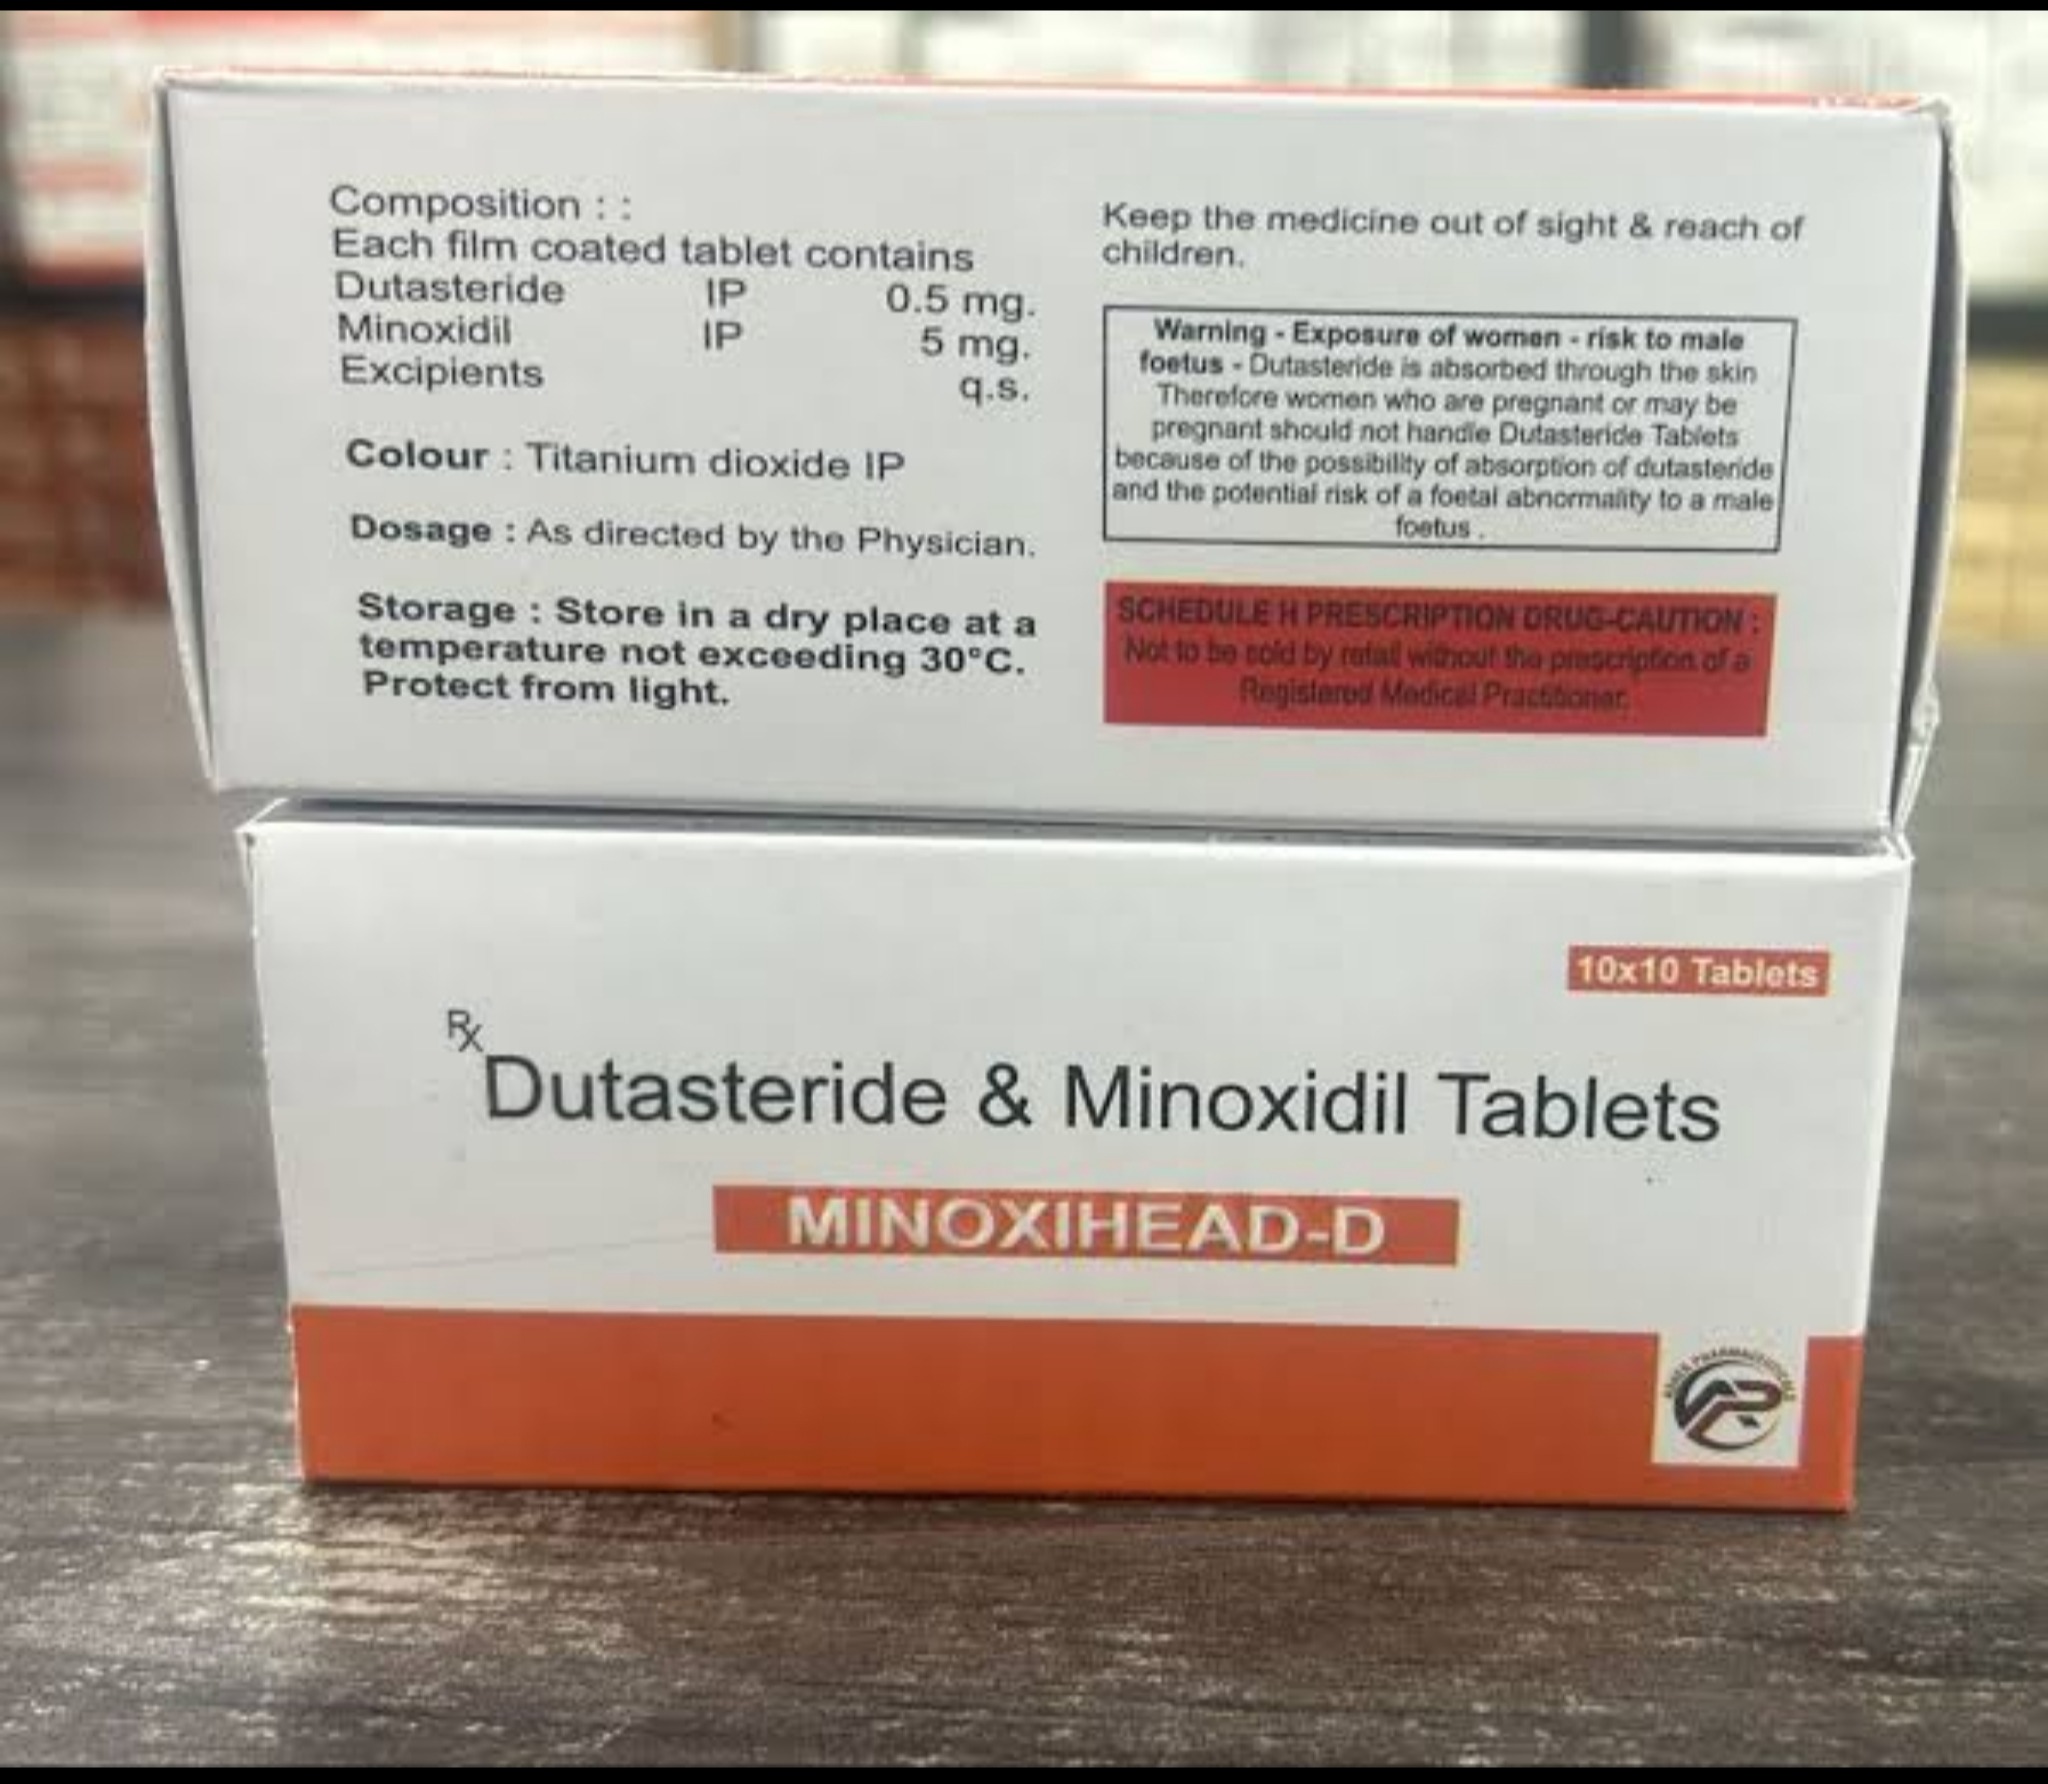 Composition : :
Each film coated tablet contains
Dutasteride IP 0.5 mg.
Minoxidil IP 5 mg.
Excipients q.s.
Colour : Titanium dioxide IP
Dosage : As directed by the Physician.
Storage : Store in a dry place at a
temperature not exceeding 30°C.
Protect from light.
Keep the medicine out of sight & reach of
children.
Warning - Exposure of women - risk to male
foetus - Dutasteride is absorbed through the skin
Therefore women who are pregnant or may be
pregnant should not handle Dutasteride Tablets
because of the possibility of absorption of dutasteride
and the potential risk of a foetal abnormality to a male
foetus .
SCHEDULE H PRESCRIPTION DRUG-CAUTION :
Not to be sold by retail without the prescription of a
Registered Medical Practitioner.
10x10 Tablets
Rx
Dutasteride & Minoxidil Tablets
MINOXIHEAD-D
PHARMACEUTICALS